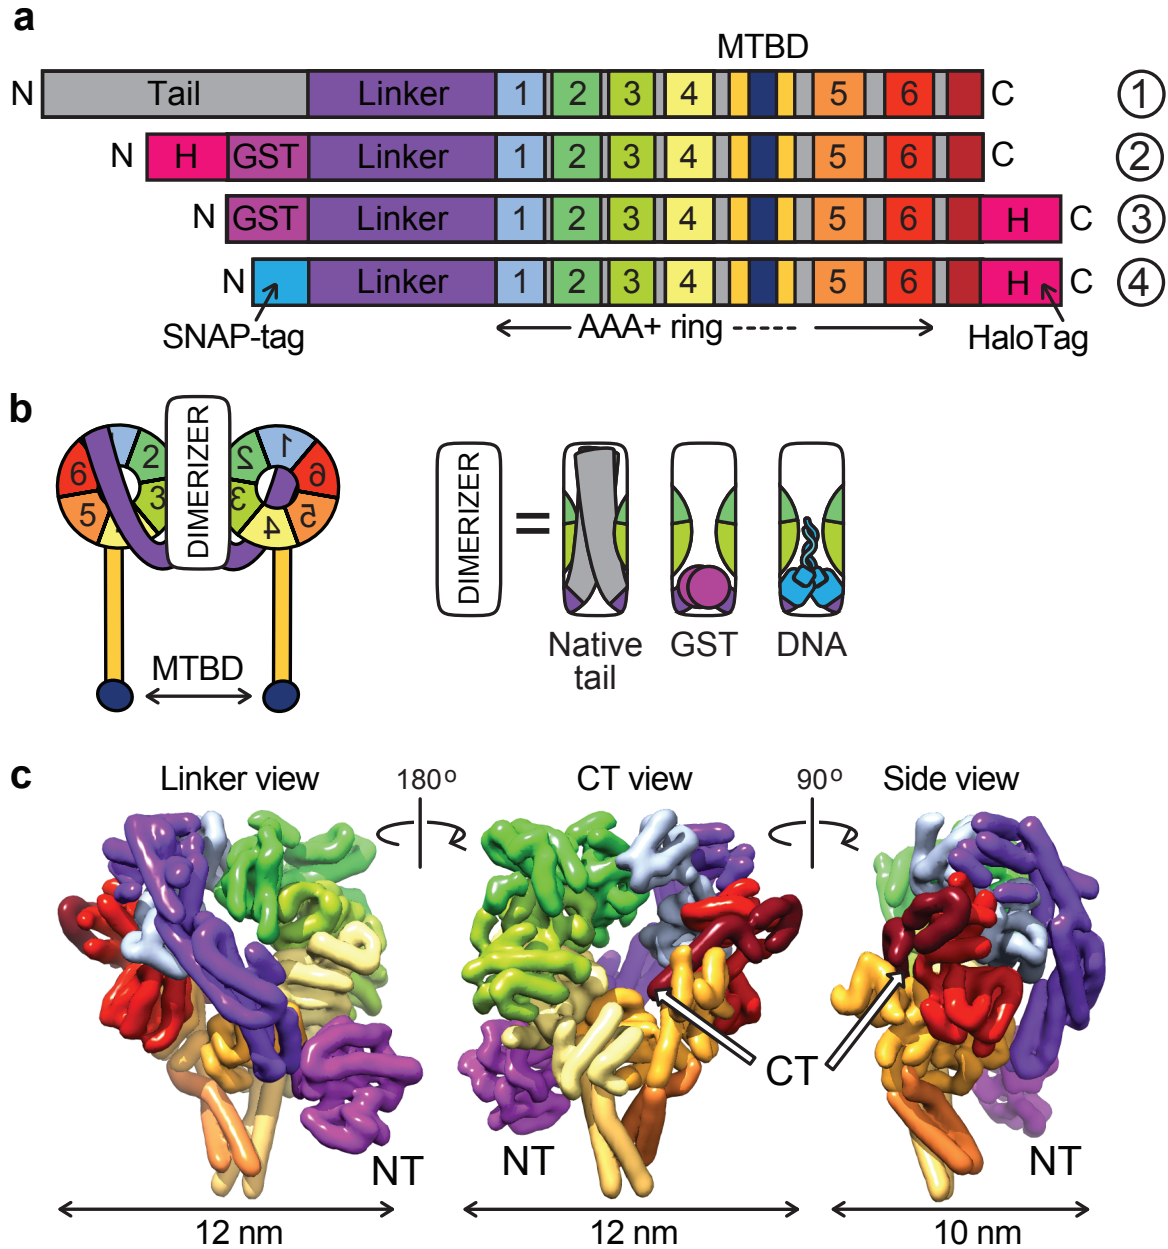 a
MTBD
N Tail Linker 1 2 3 4 5 6 C 1
N H GST Linker 1 2 3 4 5 6 C 2
N GST Linker 1 2 3 4 5 6 H C 3
N Linker 1 2 3 4 5 6 H C 4
SNAP-tag AAA+ ring HaloTag
b
6 5 2 3 DIMERIZER 2 3 1 4 6 5
MTBD
DIMERIZER =
Native
tail
GST
DNA
c
Linker view 180º CT view 90º Side view
CT
NT NT NT
12 nm 12 nm 10 nm